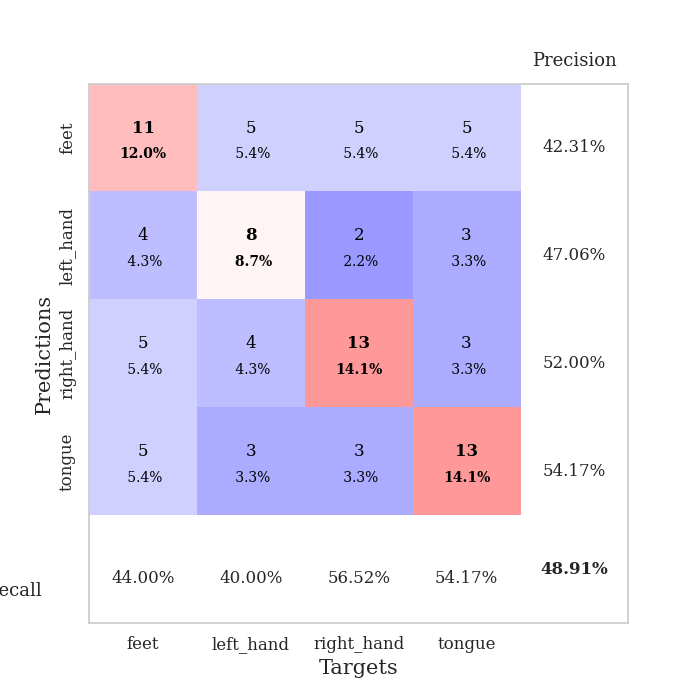 Precision
feet
11 5 5 5
12.0% 5.4% 5.4% 5.4%
42.31%
left_hand
4 8 2 3
4.3% 8.7% 2.2% 3.3%
47.06%
Predictions
right_hand
5 4 13 3
5.4% 4.3% 14.1% 3.3%
52.00%
tongue
5 3 3 13
5.4% 3.3% 3.3% 14.1%
54.17%
ecall
44.00% 40.00% 56.52% 54.17%
48.91%
feet left_hand right_hand tongue
Targets